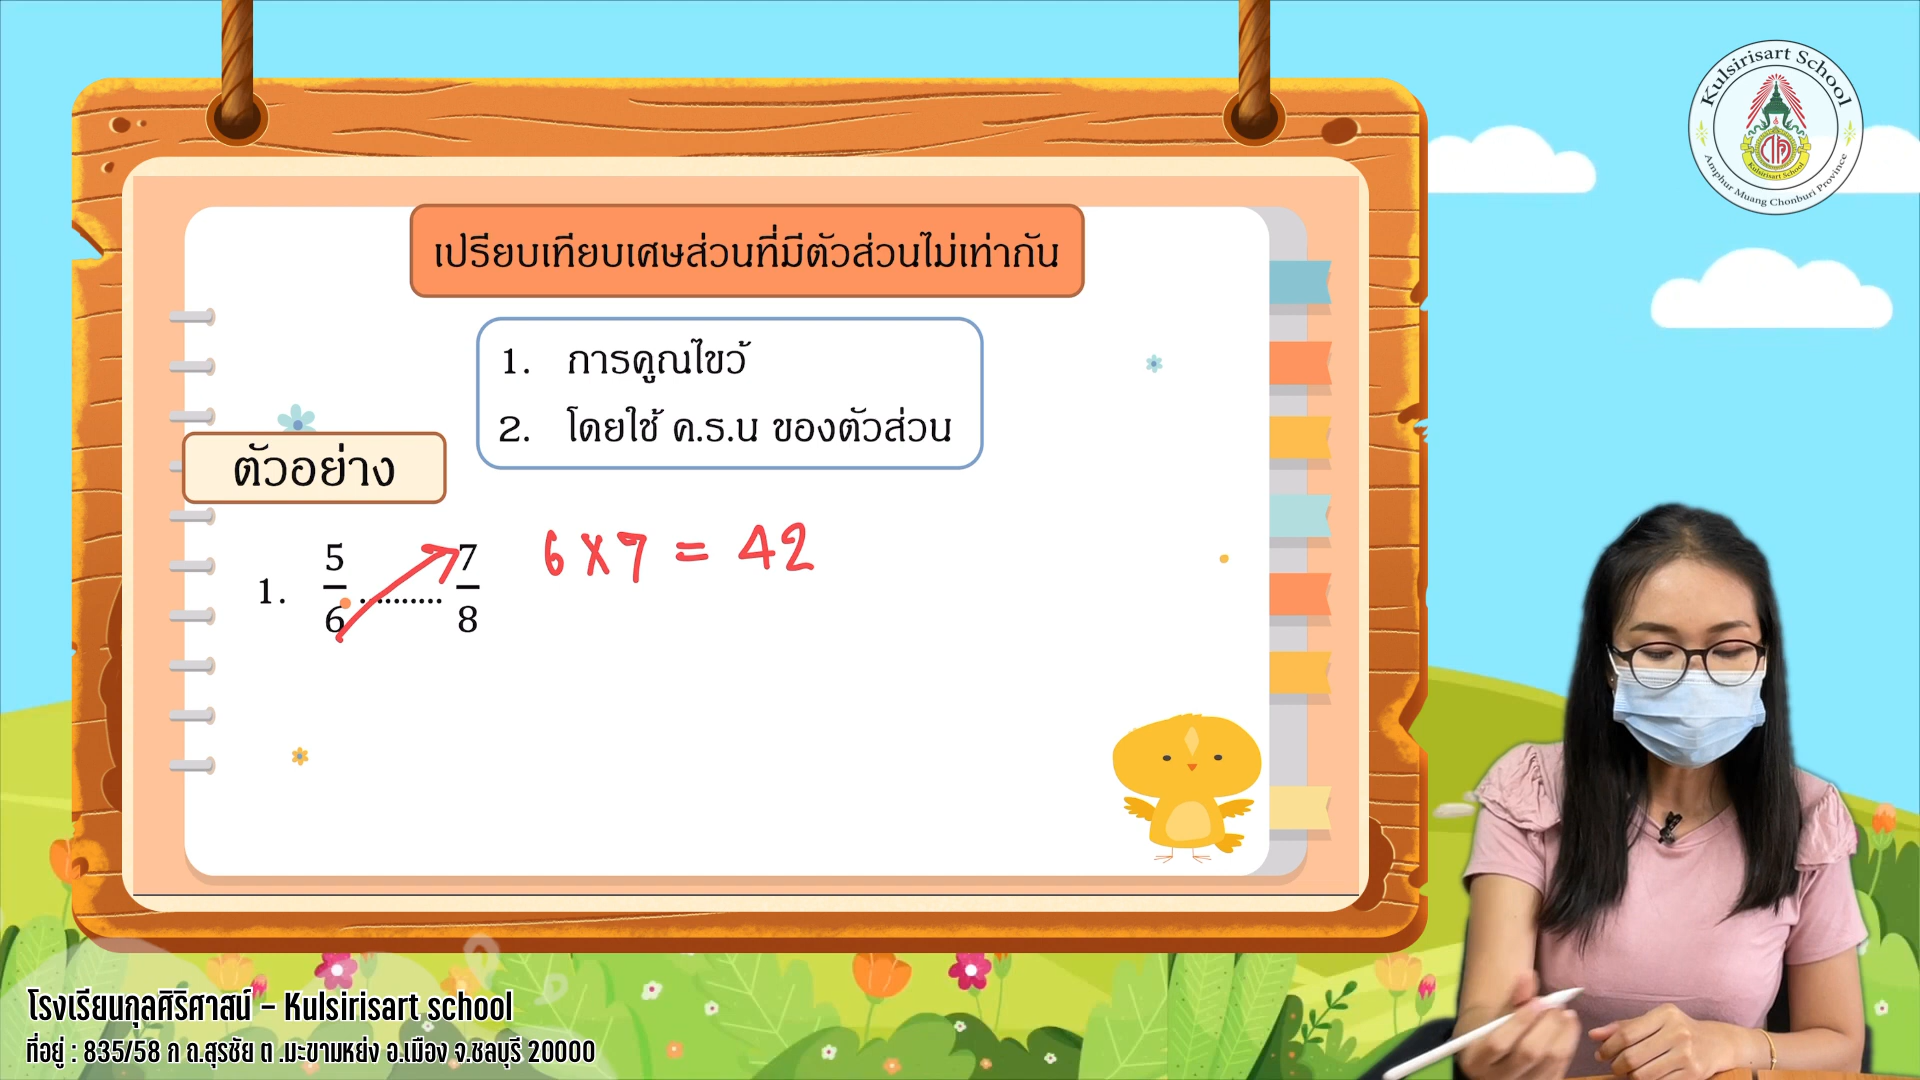 Kulsirisart School
Amphur Muang Chonburi Province
Kulsirisart School
เปรียบเทียบเศษส่วนที่มีตัวส่วนไม่เท่ากัน
1. การคูณไขว้
2. โดยใช้ ค.ร.น ของตัวส่วน
ตัวอย่าง
1. 5/6 .......... 7/8
6 x 7 = 42
โรงเรียนกุลศิริศาสน์ - Kulsirisart school
ที่อยู่ : 835/58 ก ถ.สุรชัย ต .มะขามหย่ง อ.เมือง จ.ชลบุรี 20000